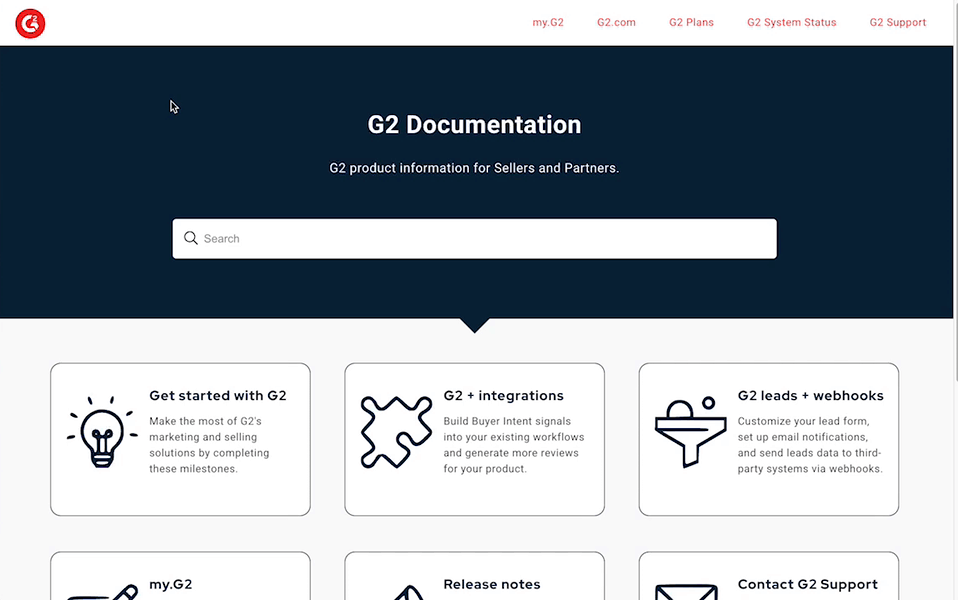 G2
my.G2 G2.com G2 Plans G2 System Status G2 Support
G2 Documentation
G2 product information for Sellers and Partners.
Search
Get started with G2
Make the most of G2's
marketing and selling
solutions by completing
these milestones.
G2 + integrations
Build Buyer Intent signals
into your existing workflows
and generate more reviews
for your product.
G2 leads + webhooks
Customize your lead form,
set up email notifications,
and send leads data to third-
party systems via webhooks.
my.G2
Release notes
Contact G2 Support